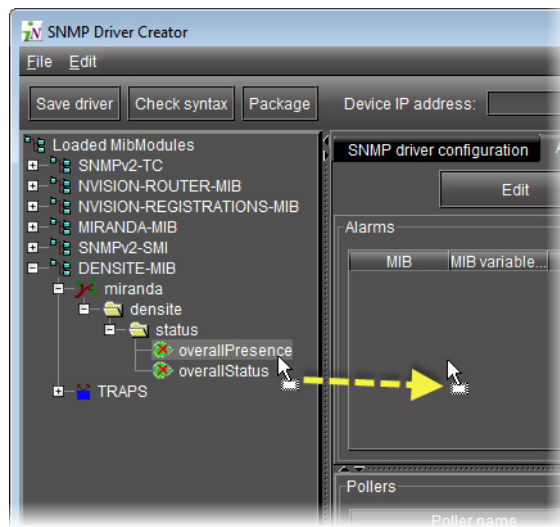 SNMP Driver Creator
File Edit
Save driver Check syntax Package Device IP address:
Loaded MibModules
SNMPv2-TC
NVISION-ROUTER-MIB
NVISION-REGISTRATIONS-MIB
MIRANDA-MIB
SNMPv2-SMI
DENSITE-MIB
miranda
densite
status
overallPresence
overallStatus
TRAPS
SNMP driver configuration
Edit
Alarms
MIB MIB variable...
Pollers
Poller name